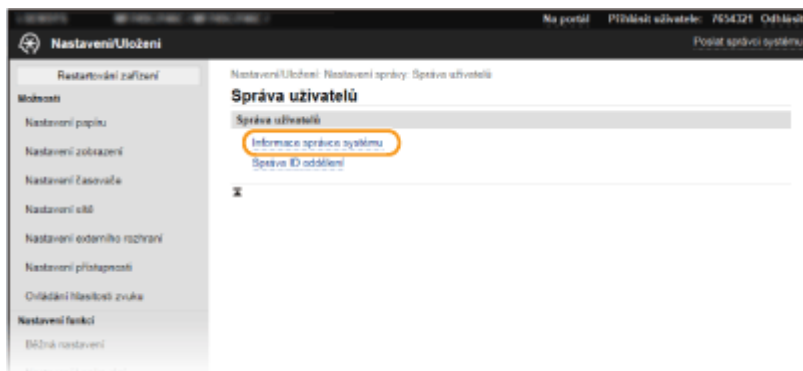 Na portál Přihlásit uživatele: 7654321 Odhlásit
Nastavení/Uložení
Poslat správci systému
Restartování zařízení
Nastavení/Uložení: Nastavení správy: Správa uživatelů
Možnosti
Správa uživatelů
Nastavení papíru
Správa uživatelů
Informace správce systému
Nastavení zobrazení
Správa ID oddělení
Nastavení časovače
Nastavení sítě
Nastavení externího rozhraní
Nastavení přístupnosti
Ovládání hlasitosti zvuku
Nastavení funkcí
Běžná nastavení